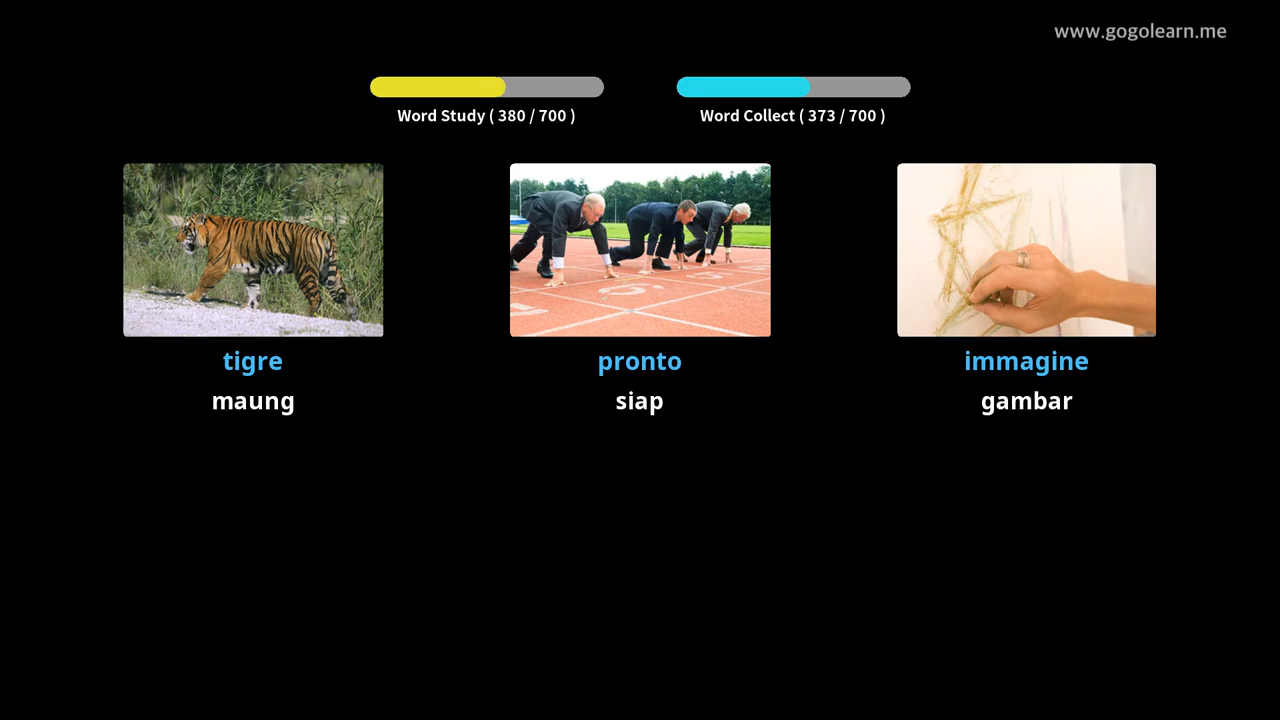 www.gogolearn.me
Word Study ( 380 / 700 )
Word Collect ( 373 / 700 )
tigre
maung
pronto
siap
immagine
gambar